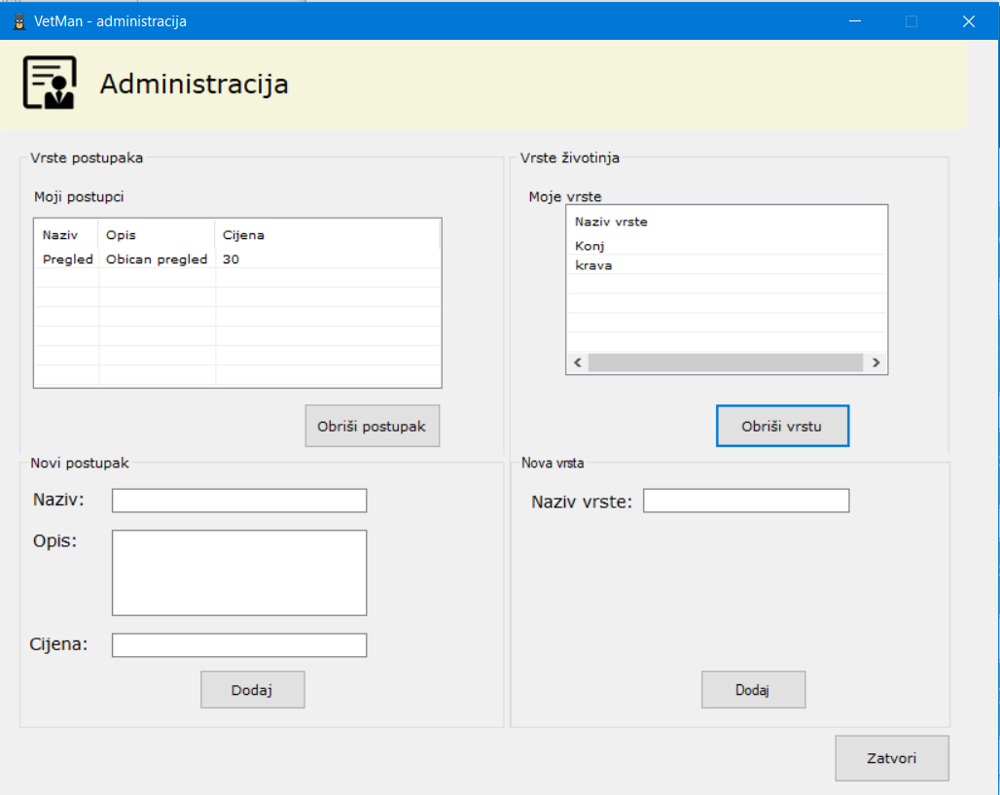 VetMan - administracija
Administracija
Vrste postupaka
Moji postupci
Naziv Opis Cijena
Pregled Obican pregled 30
Obriši postupak
Vrste životinja
Moje vrste
Naziv vrste
Konj
krava
Obriši vrstu
Novi postupak
Naziv:
Opis:
Cijena:
Dodaj
Nova vrsta
Naziv vrste:
Dodaj
Zatvori